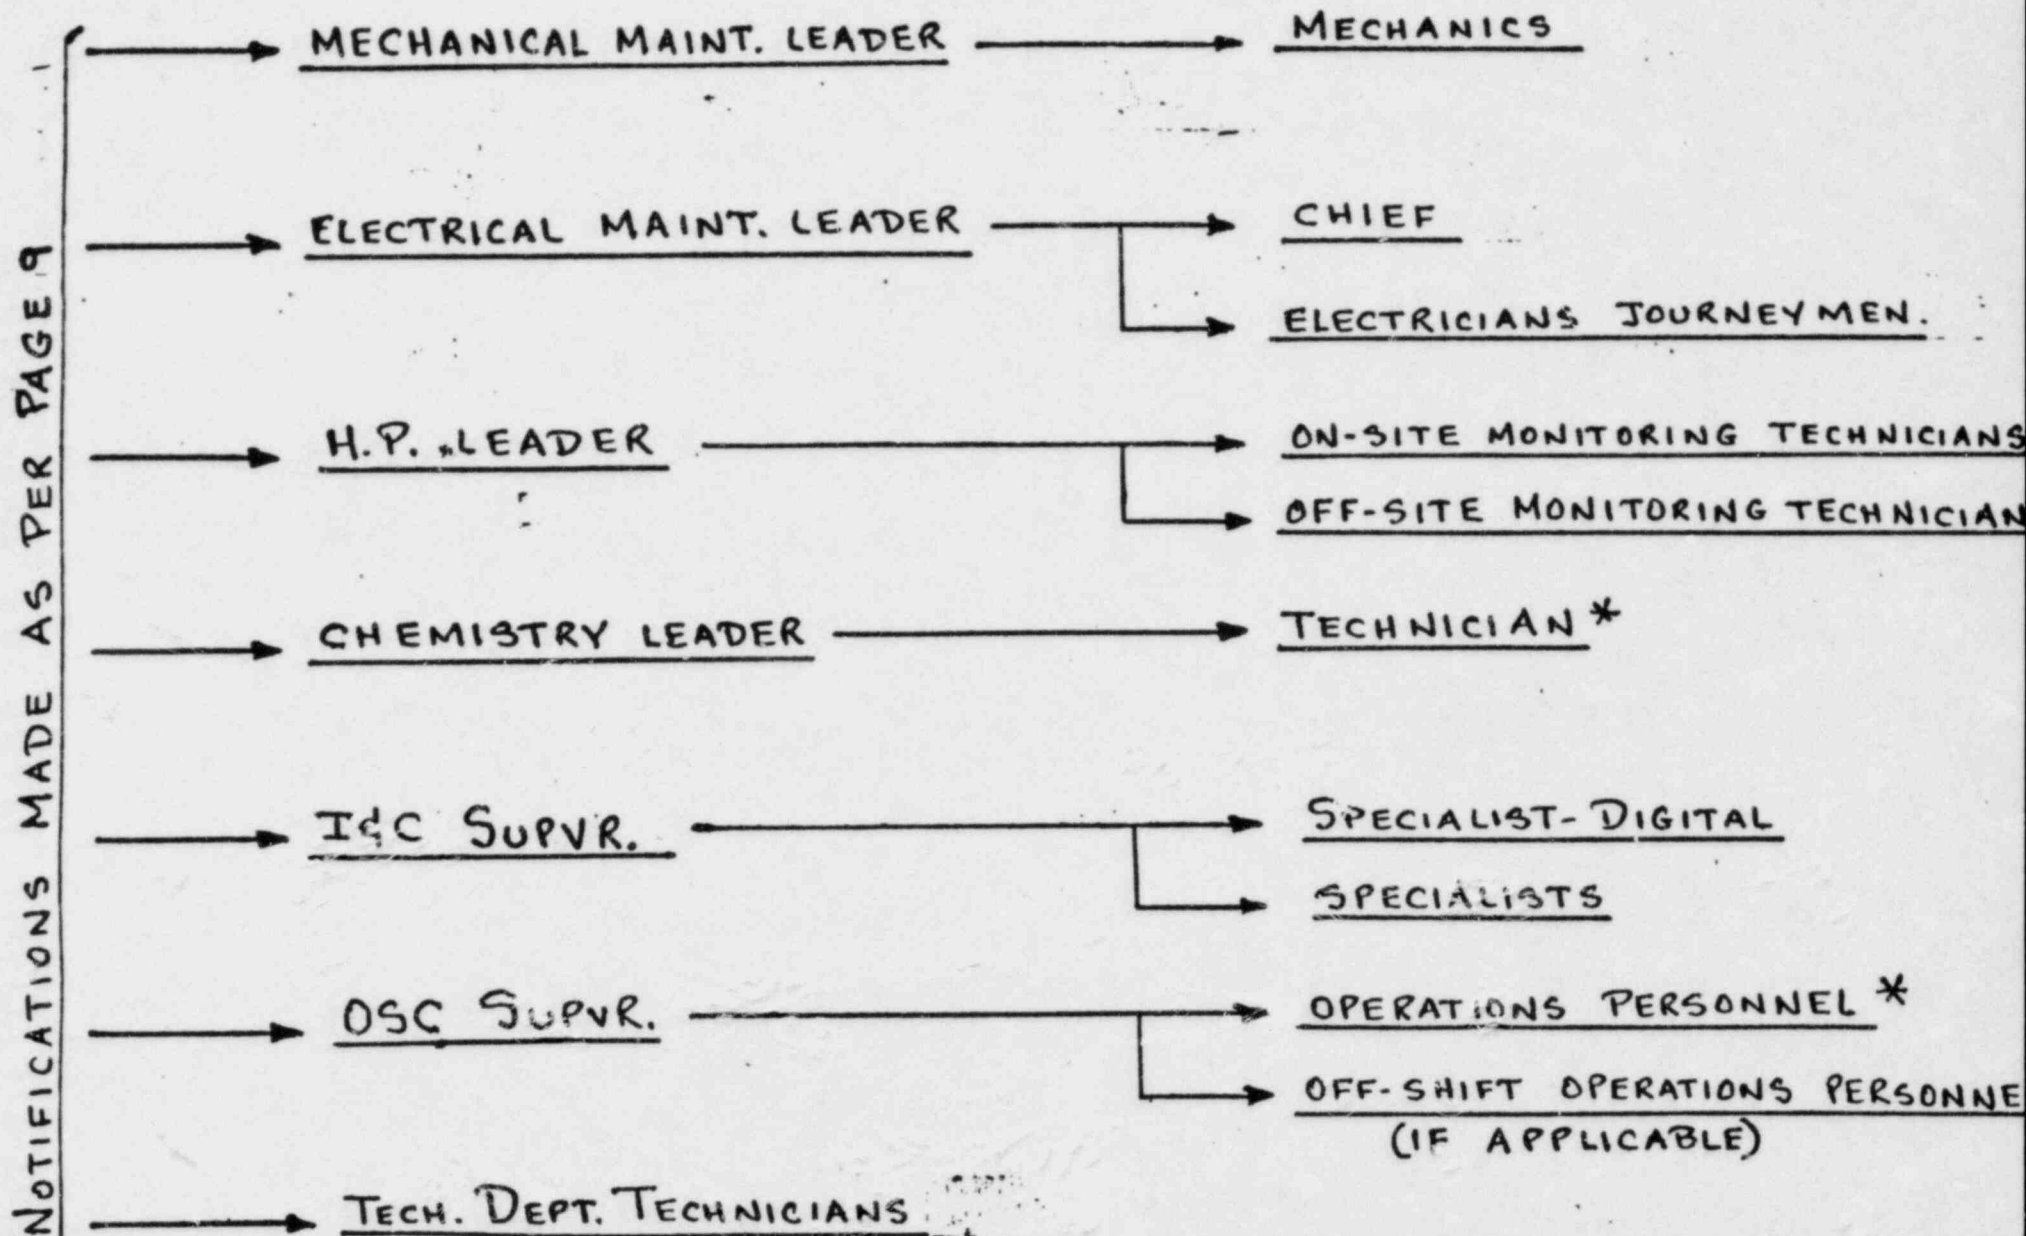 NOTIFICATIONS MADE AS PER PAGE 9
MECHANICAL MAINT. LEADER
MECHANICS
ELECTRICAL MAINT. LEADER
CHIEF
ELECTRICIANS JOURNEYMEN.
H.P. LEADER
ON-SITE MONITORING TECHNICIANS
OFF-SITE MONITORING TECHNICIAN
CHEMISTRY LEADER
TECHNICIAN*
I&C SUPVR.
SPECIALIST-DIGITAL
SPECIALISTS
OSC SUPVR.
OPERATIONS PERSONNEL *
OFF-SHIFT OPERATIONS PERSONNE
(IF APPLICABLE)
TECH. DEPT. TECHNICIANS